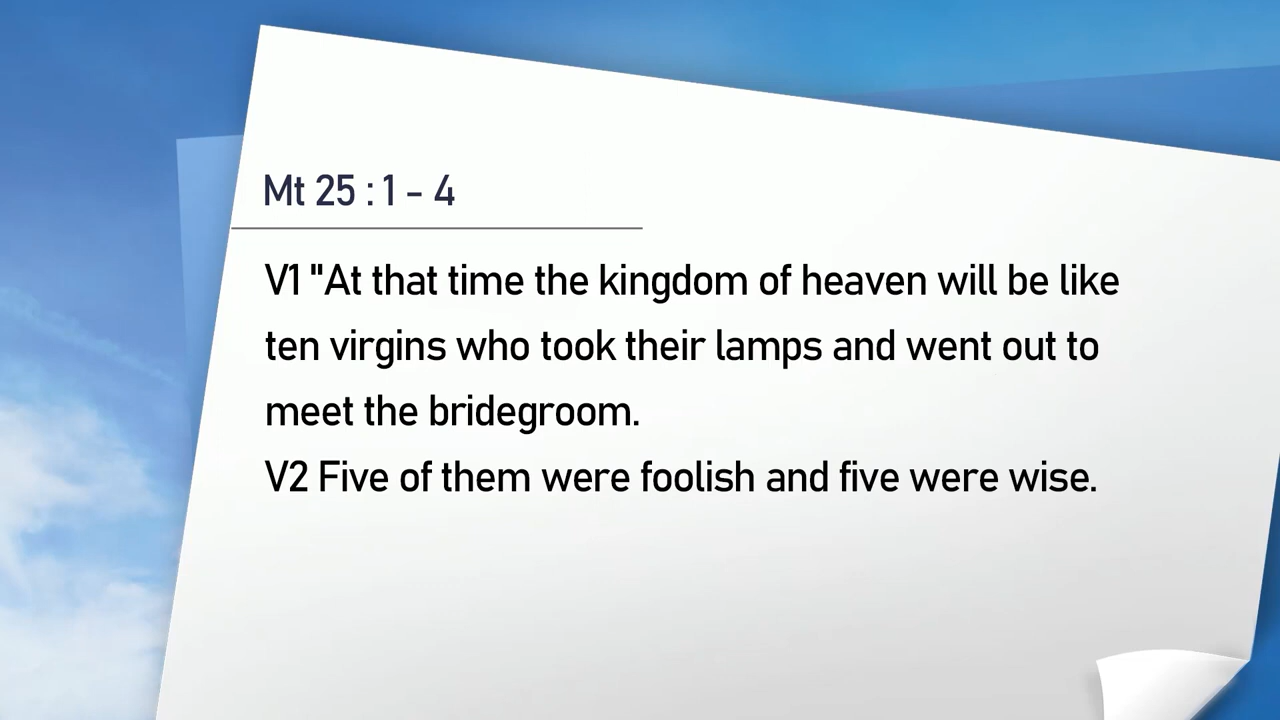 Mt 25 : 1 - 4
V1 "At that time the kingdom of heaven will be like
ten virgins who took their lamps and went out to
meet the bridegroom.
V2 Five of them were foolish and five were wise.